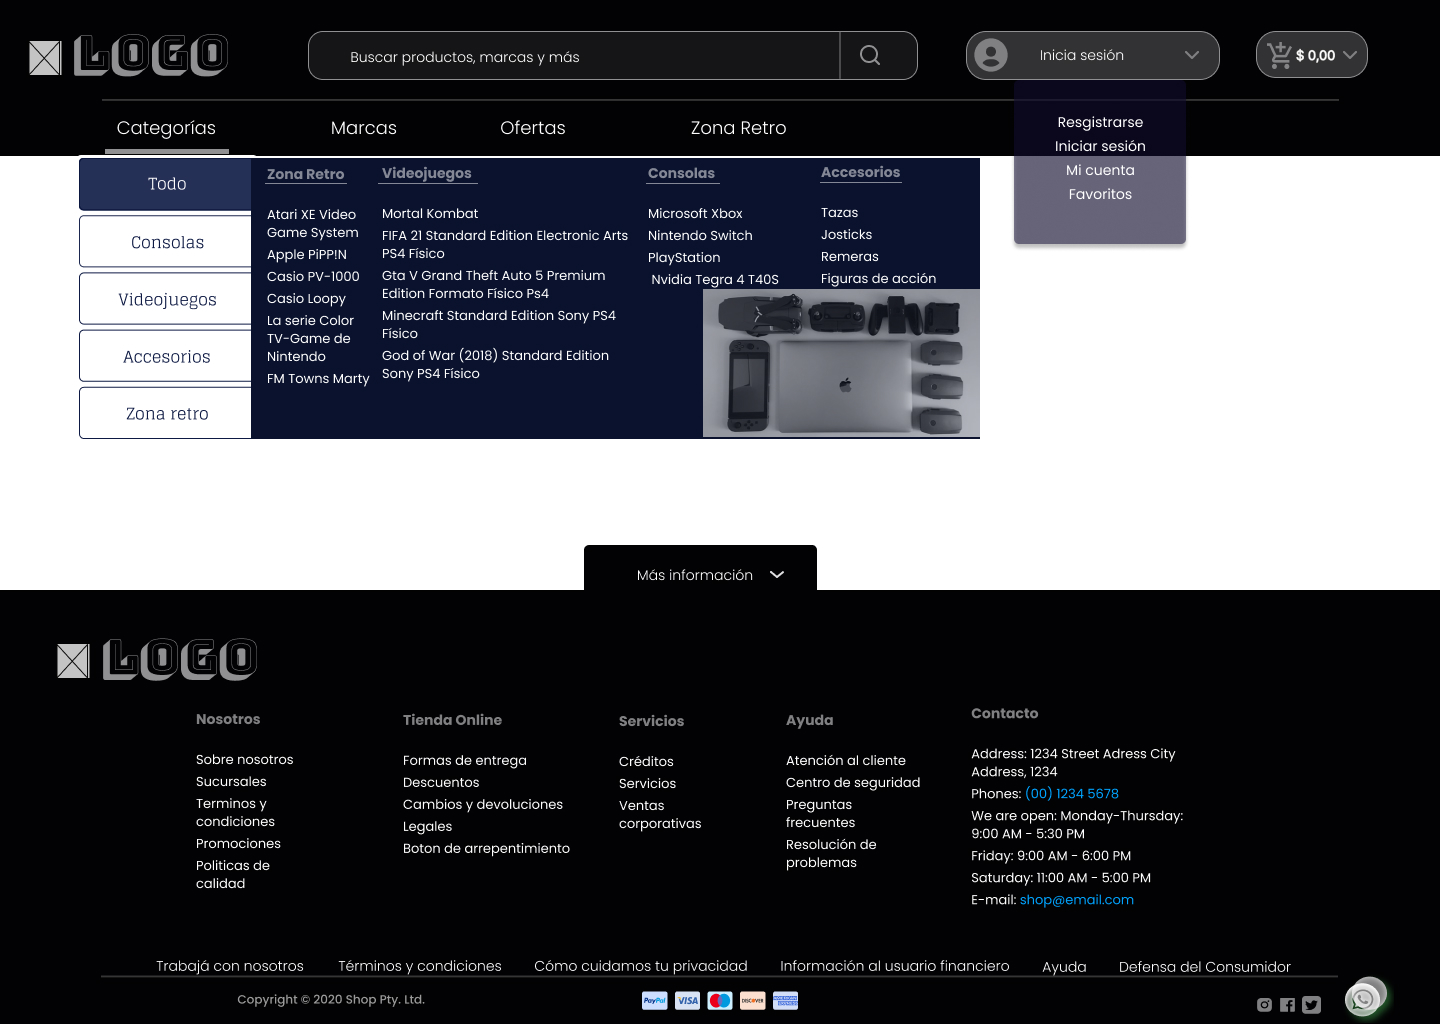 LOGO
Buscar productos, marcas y más
Inicia sesión
$ 0,00
Categorías
Marcas
Ofertas
Zona Retro
Resgistrarse
Iniciar sesión
Mi cuenta
Favoritos
Todo
Consolas
Videojuegos
Accesorios
Zona retro
Zona Retro
Atari XE Video
Game System
Apple PiPP!N
Casio PV-1000
Casio Loopy
La serie Color
TV-Game de
Nintendo
FM Towns Marty
Videojuegos
Mortal Kombat
FIFA 21 Standard Edition Electronic Arts
PS4 Físico
Gta V Grand Theft Auto 5 Premium
Edition Formato Físico Ps4
Minecraft Standard Edition Sony PS4
Físico
God of War (2018) Standard Edition
Sony PS4 Físico
Consolas
Microsoft Xbox
Nintendo Switch
PlayStation
Nvidia Tegra 4 T40S
Accesorios
Tazas
Josticks
Remeras
Figuras de acción
Más información
LOGO
Nosotros
Sobre nosotros
Sucursales
Terminos y
condiciones
Promociones
Politicas de
calidad
Tienda Online
Formas de entrega
Descuentos
Cambios y devoluciones
Legales
Boton de arrepentimiento
Servicios
Créditos
Servicios
Ventas
corporativas
Ayuda
Atención al cliente
Centro de seguridad
Preguntas
frecuentes
Resolución de
problemas
Contacto
Address: 1234 Street Adress City
Address, 1234
Phones: (00) 1234 5678
We are open: Monday-Thursday:
9:00 AM - 5:30 PM
Friday: 9:00 AM - 6:00 PM
Saturday: 11:00 AM - 5:00 PM
E-mail: shop@email.com
Trabajá con nosotros
Términos y condiciones
Cómo cuidamos tu privacidad
Información al usuario financiero
Ayuda
Defensa del Consumidor
Copyright © 2020 Shop Pty. Ltd.
PayPal
VISA
DISCOVER